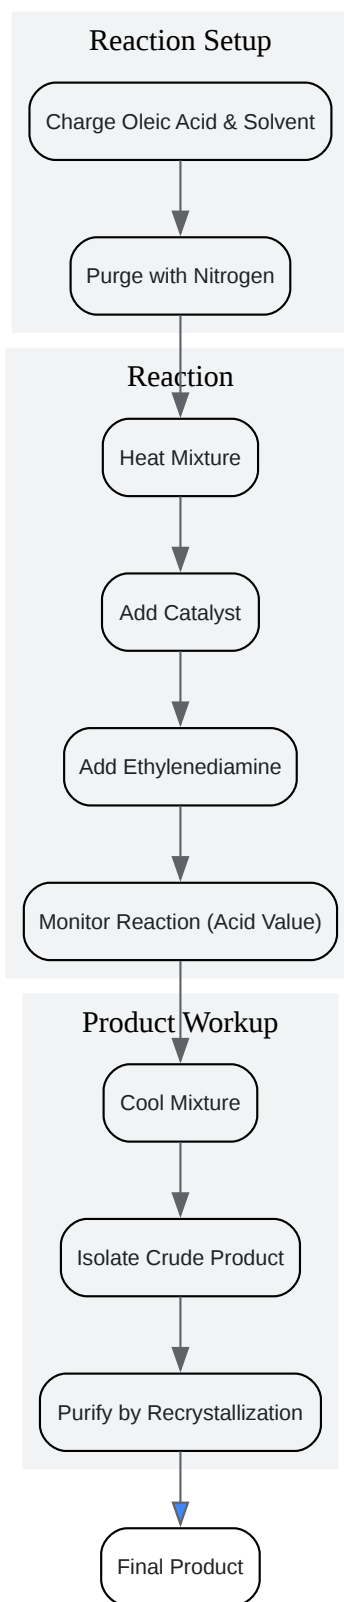 Reaction Setup
Charge Oleic Acid & Solvent
Purge with Nitrogen
Reaction
Heat Mixture
Add Catalyst
Add Ethylenediamine
Monitor Reaction (Acid Value)
Product Workup
Cool Mixture
Isolate Crude Product
Purify by Recrystallization
Final Product